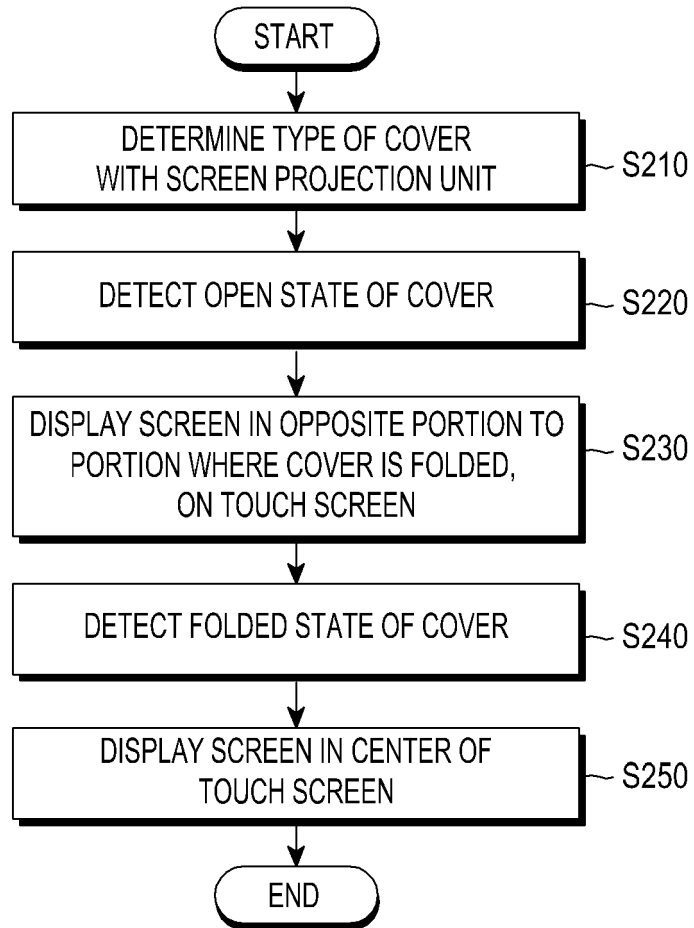 START
DETERMINE TYPE OF COVER
WITH SCREEN PROJECTION UNIT
S210
DETECT OPEN STATE OF COVER
S220
DISPLAY SCREEN IN OPPOSITE PORTION TO
PORTION WHERE COVER IS FOLDED,
ON TOUCH SCREEN
S230
DETECT FOLDED STATE OF COVER
S240
DISPLAY SCREEN IN CENTER OF
TOUCH SCREEN
S250
END